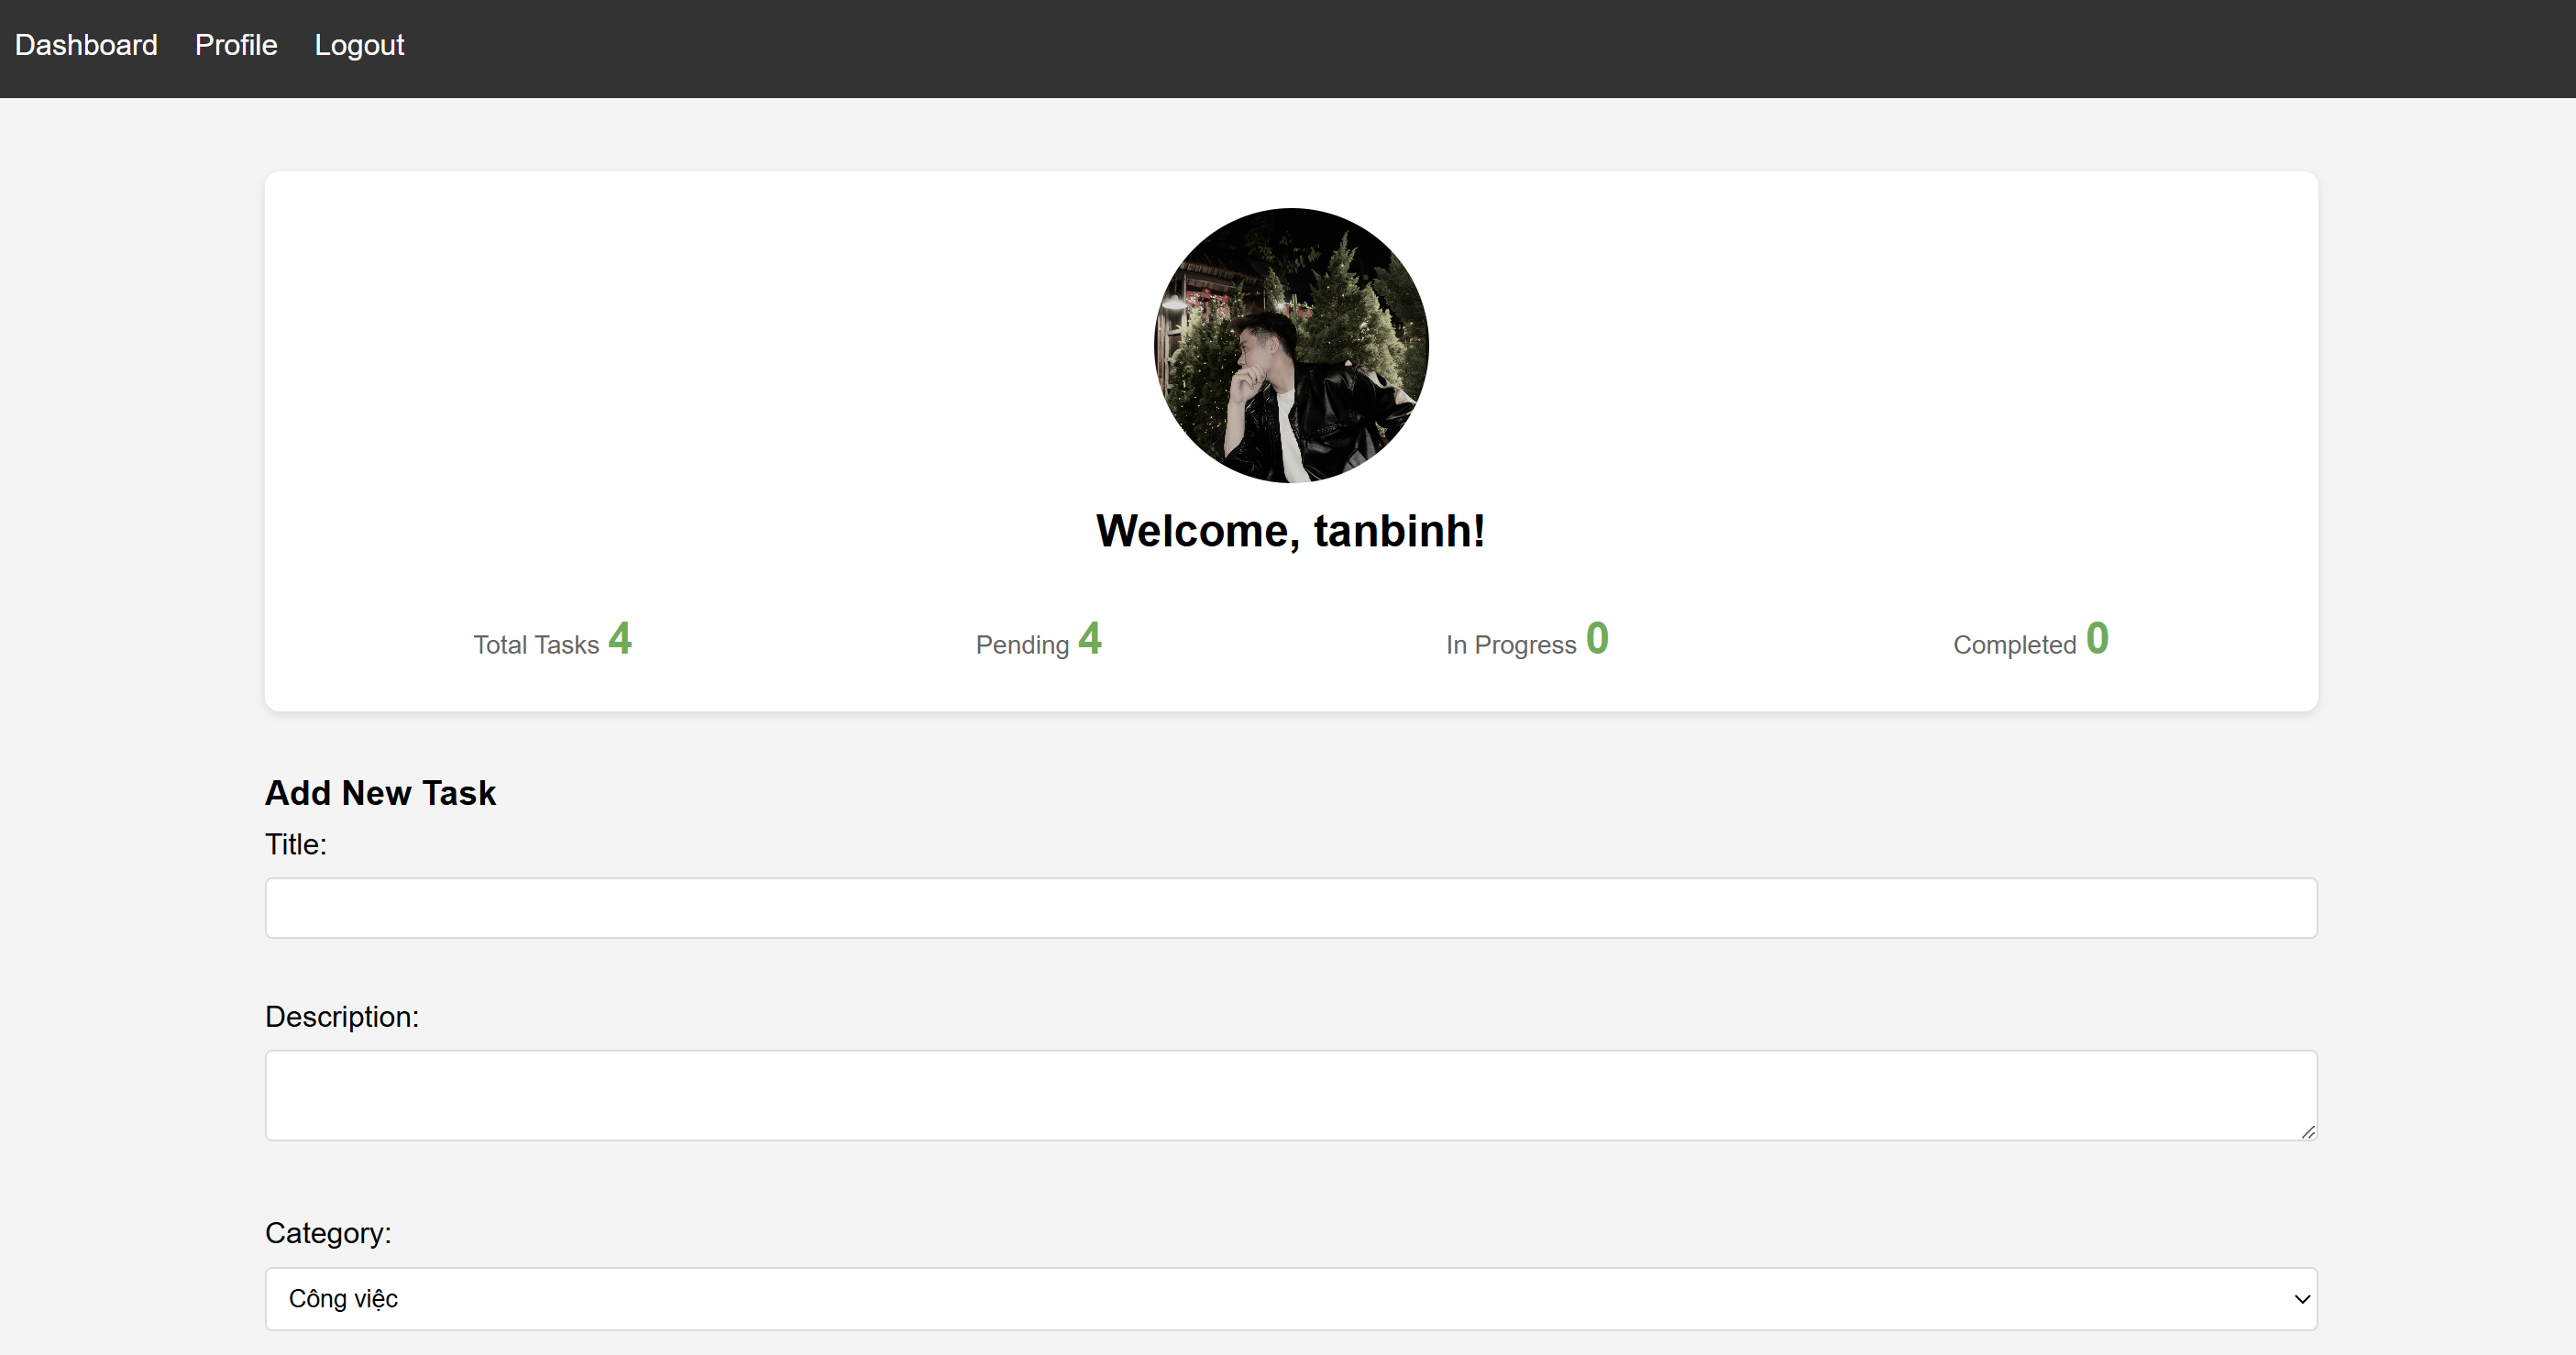 Dashboard Profile Logout
Welcome, tanbinh!
Total Tasks 4 Pending 4 In Progress 0 Completed 0
Add New Task
Title:
Description:
Category:
Công việc